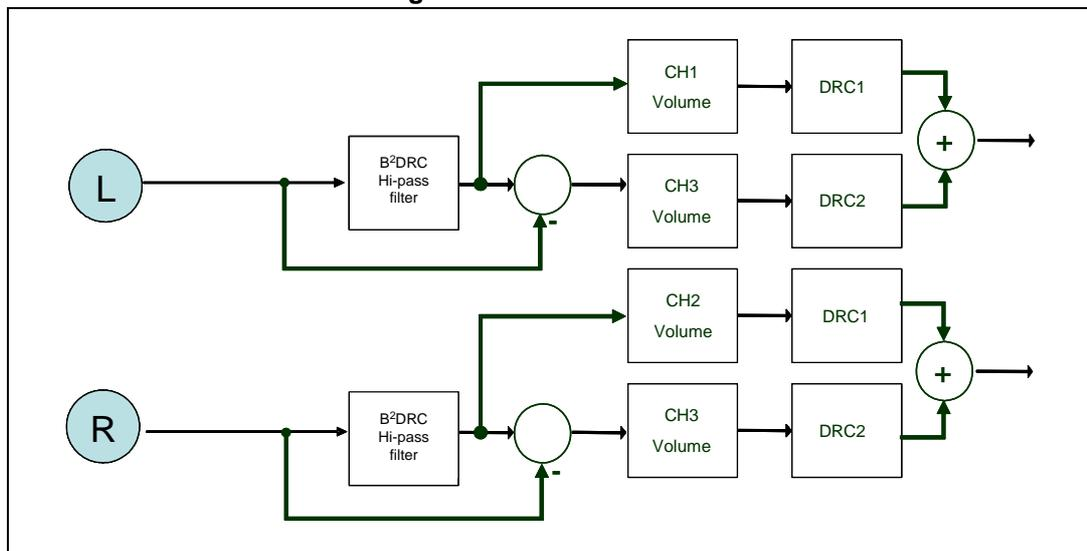 CH1
Volume
DRC1
+
L
B²DRC
Hi-pass
filter
-
CH3
Volume
DRC2
CH2
Volume
DRC1
+
R
B²DRC
Hi-pass
filter
-
CH3
Volume
DRC2